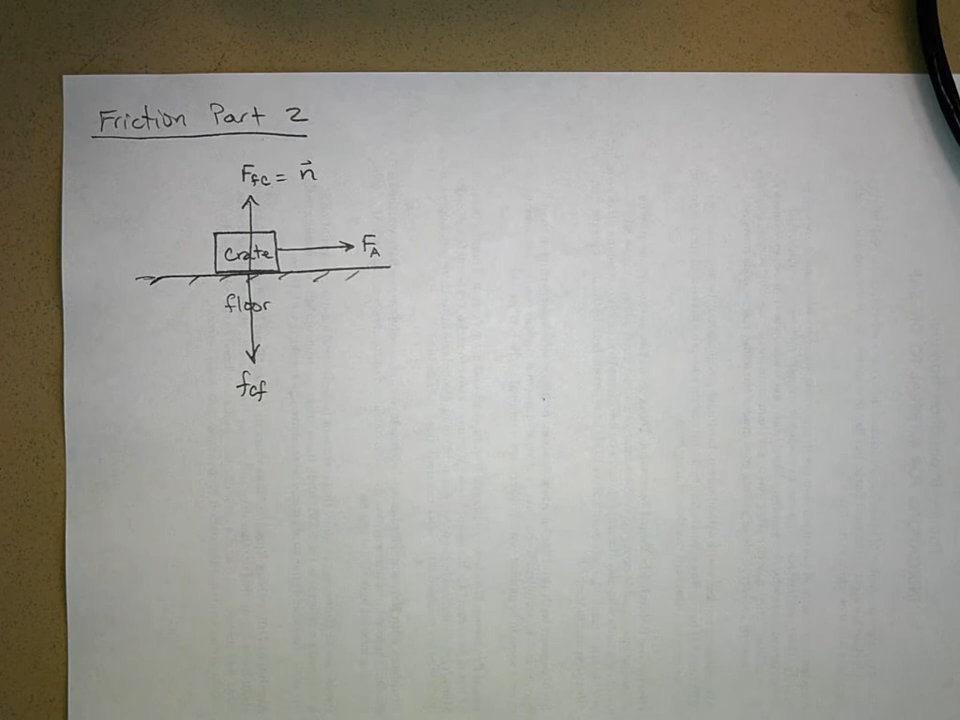 Friction Part 2
F_fc = n⃗
Crate
F_A
floor
f_cf